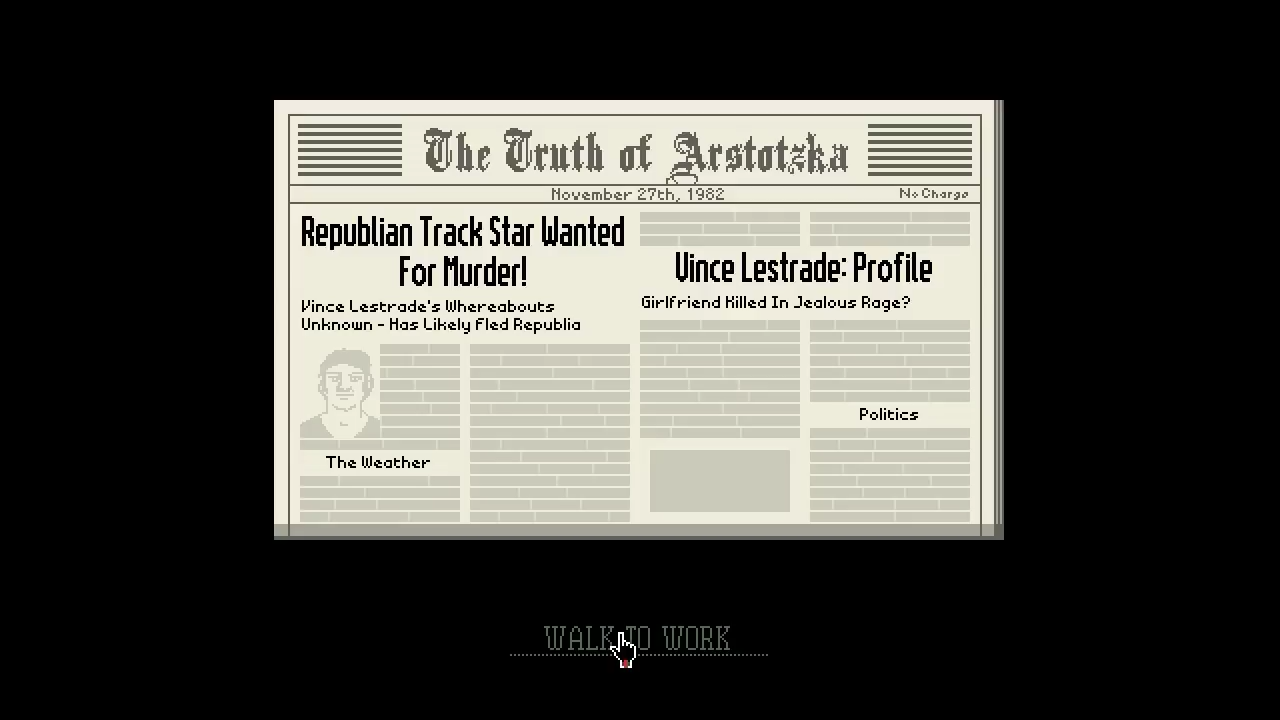 The Truth of Arstotzka
November 27th, 1982
No Charge
Republian Track Star Wanted
For Murder!
Vince Lestrade's Whereabouts
Unknown - Has Likely Fled Republia
The Weather
Vince Lestrade: Profile
Girlfriend Killed In Jealous Rage?
Politics
WALK TO WORK